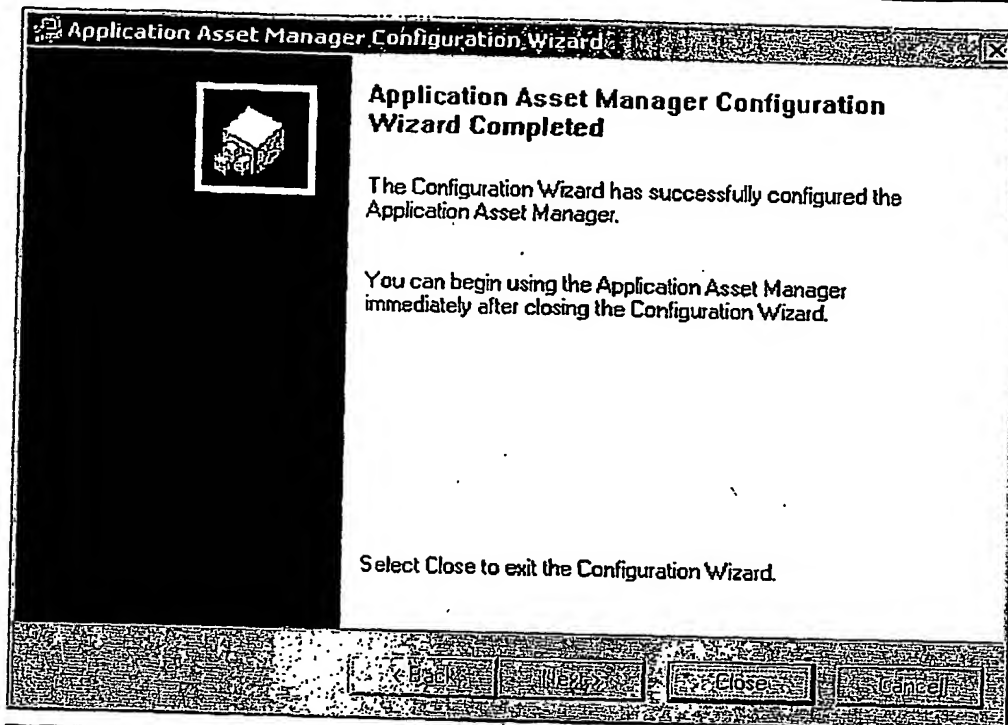 Application Asset Manager Configuration Wizard
Application Asset Manager Configuration
Wizard Completed
The Configuration Wizard has successfully configured the
Application Asset Manager.
You can begin using the Application Asset Manager
immediately after closing the Configuration Wizard.
Select Close to exit the Configuration Wizard.
< Back
Next >
Close
Cancel